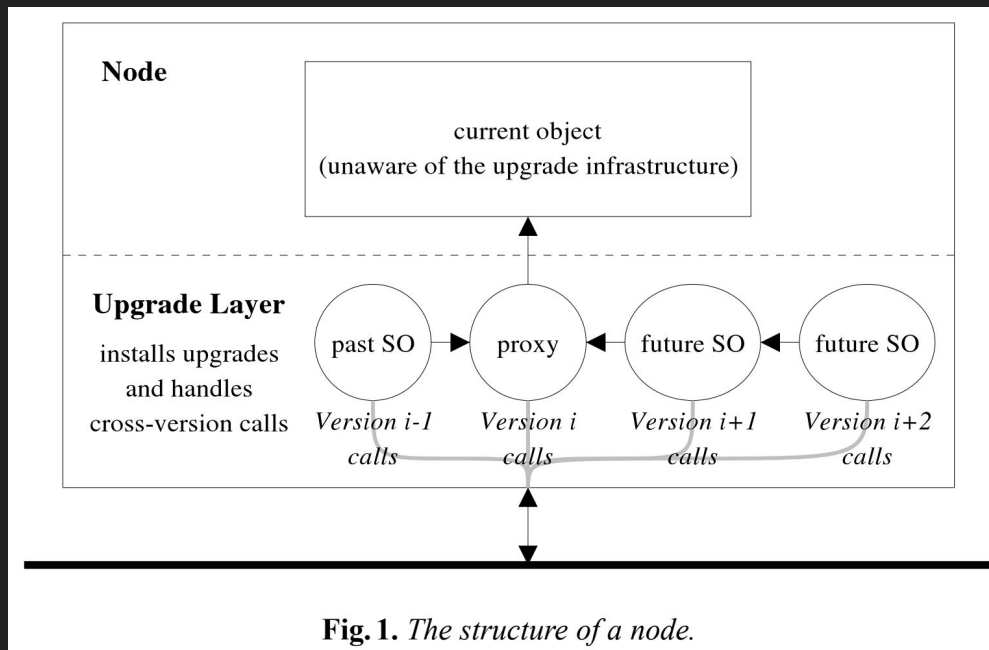 Node
current object
(unaware of the upgrade infrastructure)
Upgrade Layer
installs upgrades
and handles
cross-version calls
past SO
proxy
future SO
future SO
Version i-1
calls
Version i
calls
Version i+1
calls
Version i+2
calls
Fig. 1. The structure of a node.